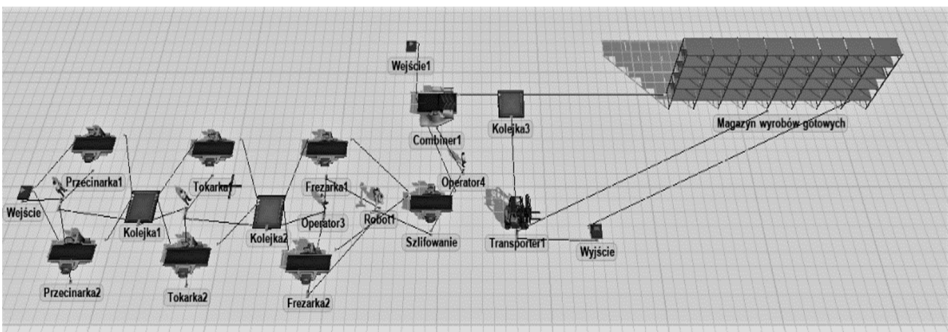 Wejście1
Combiner1
Kolejka3
Magazyn wyrobów gotowych
Przecinarka1
Tokarka1
Frezarka1
Operator4
Wejście
Kolejka1
Kolejka2
Operator3
Robot1
Szlifowanie
Transporter1
Wyjście
Przecinarka2
Tokarka2
Frezarka2